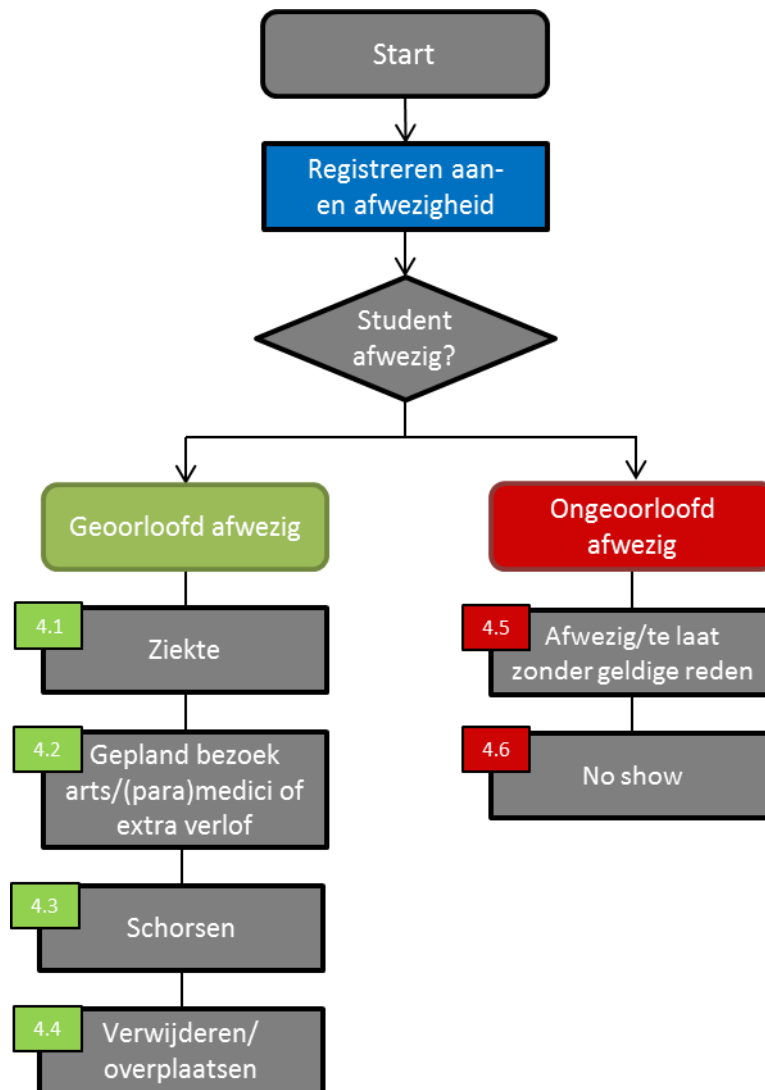 Start
Registreren aan-
en afwezigheid
Student
afwezig?
Geoorloofd afwezig
4.1
Ziekte
4.2
Gepland bezoek
arts/(para)medici of
extra verlof
4.3
Schorsen
4.4
Verwijderen/
overplaatsen
Ongeoorloofd
afwezig
4.5
Afwezig/te laat
zonder geldige reden
4.6
No show